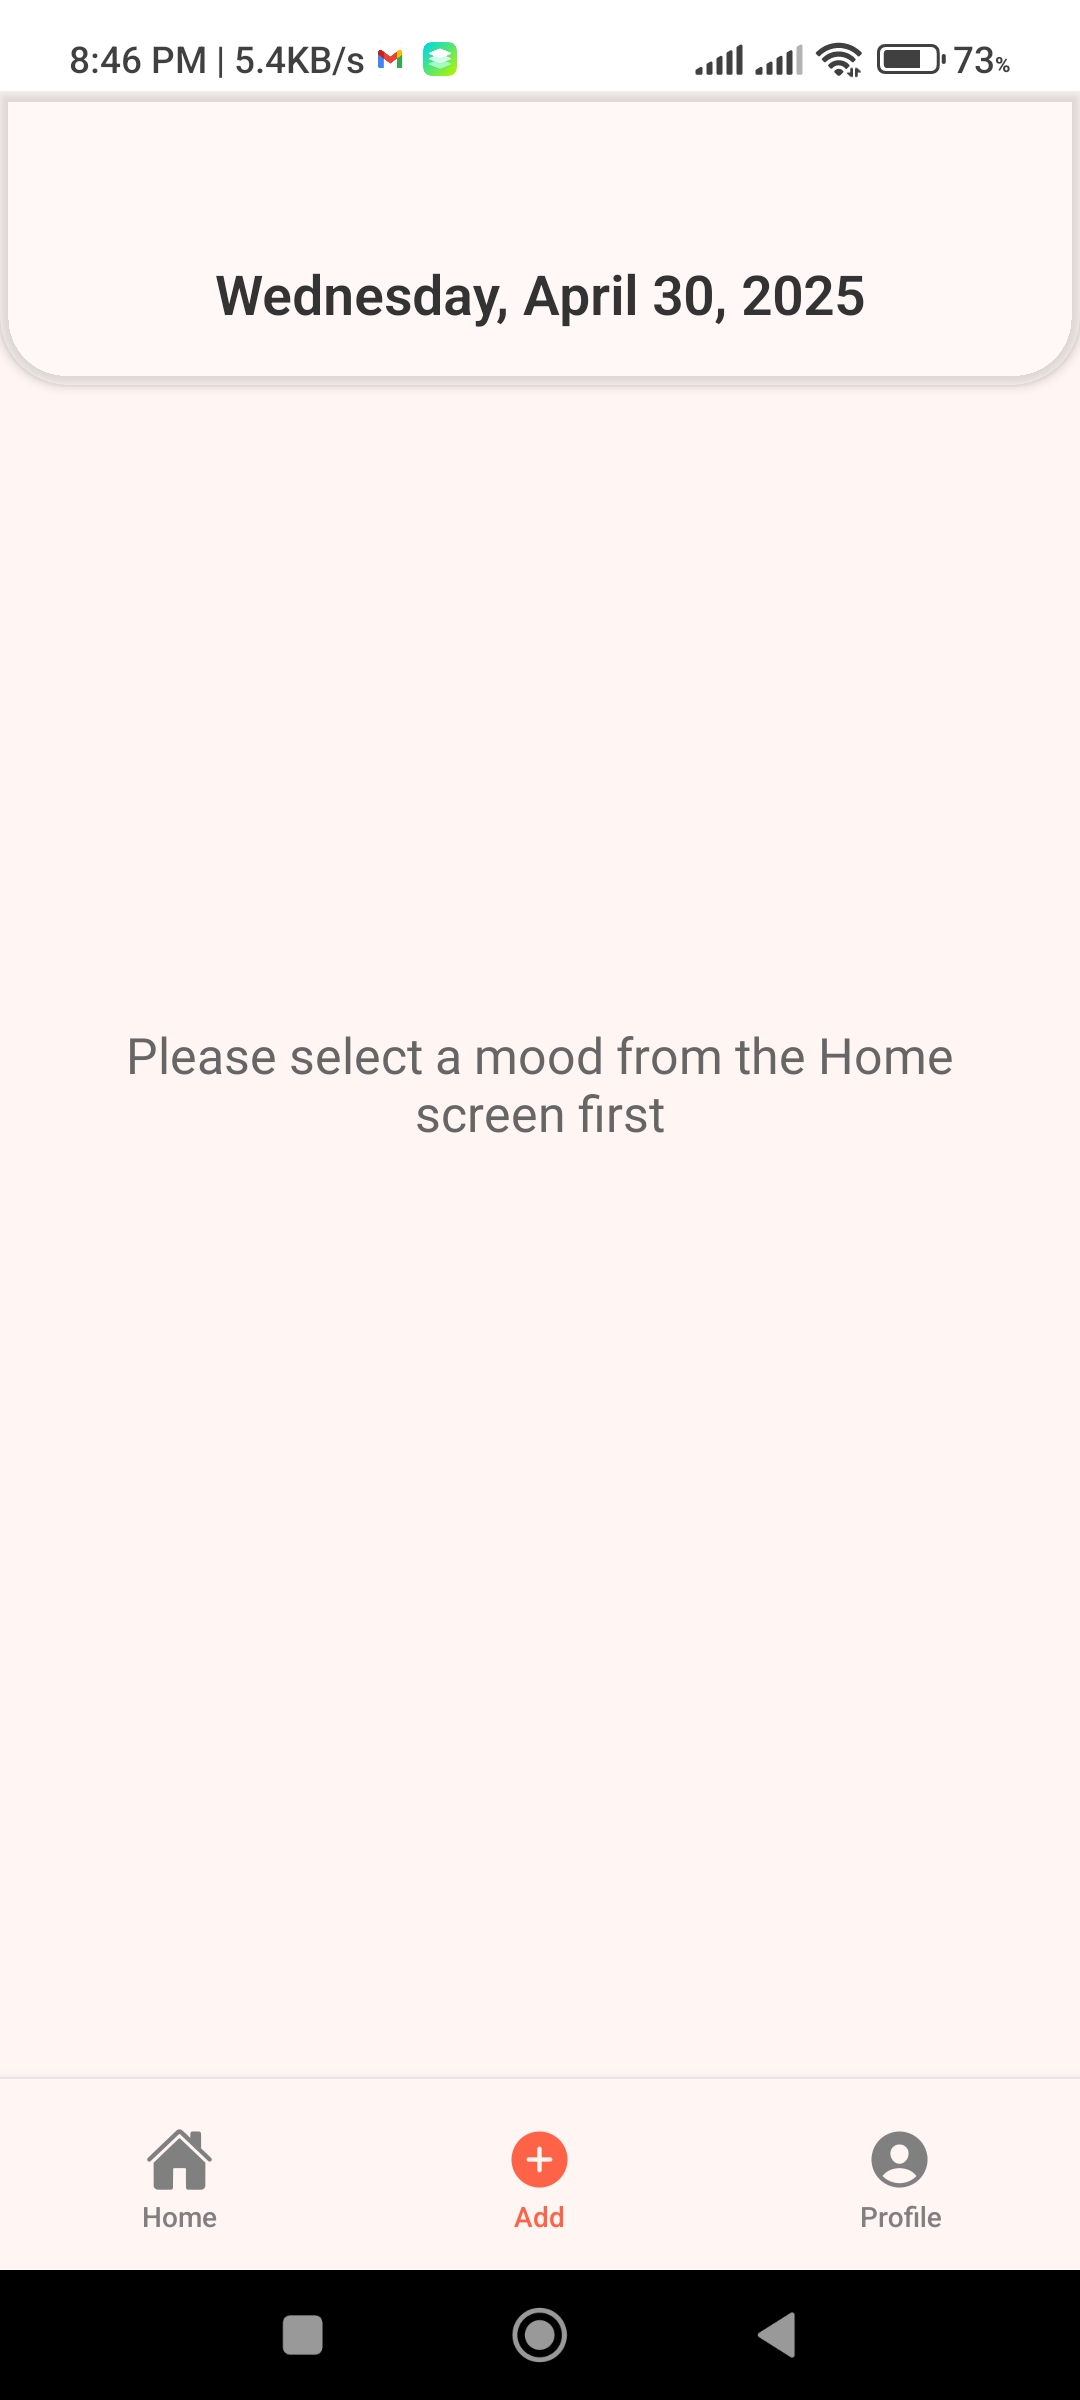 8:46 PM | 5.4KB/s 73%
Wednesday, April 30, 2025
Please select a mood from the Home
screen first
Home Add Profile